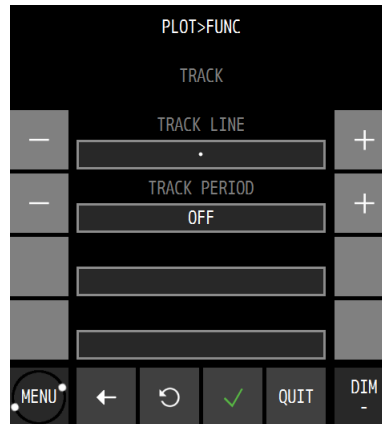 PLOT>FUNC
TRACK
TRACK LINE
- . +
TRACK PERIOD
- OFF +
MENU QUIT DIM
-